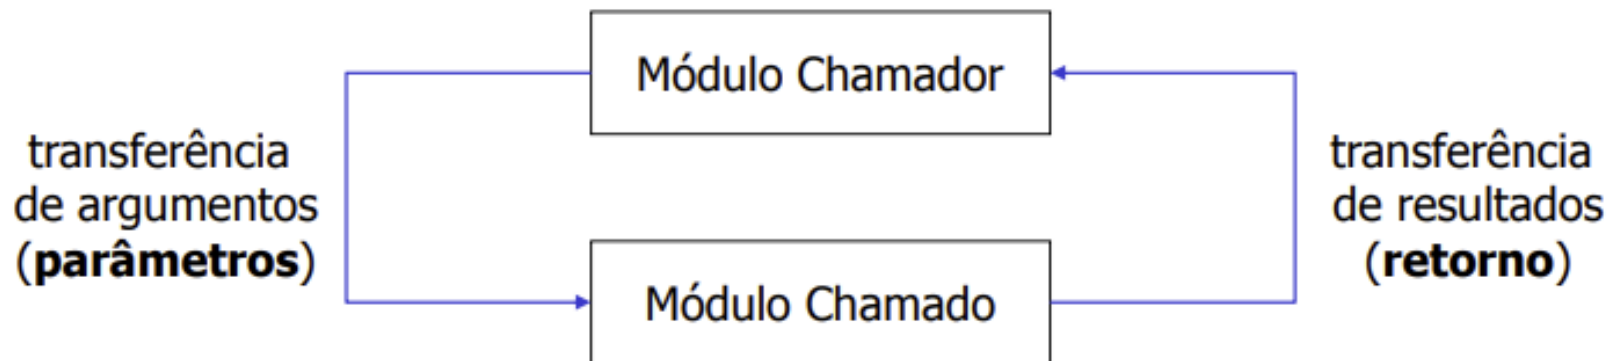 Módulo Chamador
transferência
de argumentos
(parâmetros)
transferência
de resultados
(retorno)
Módulo Chamado